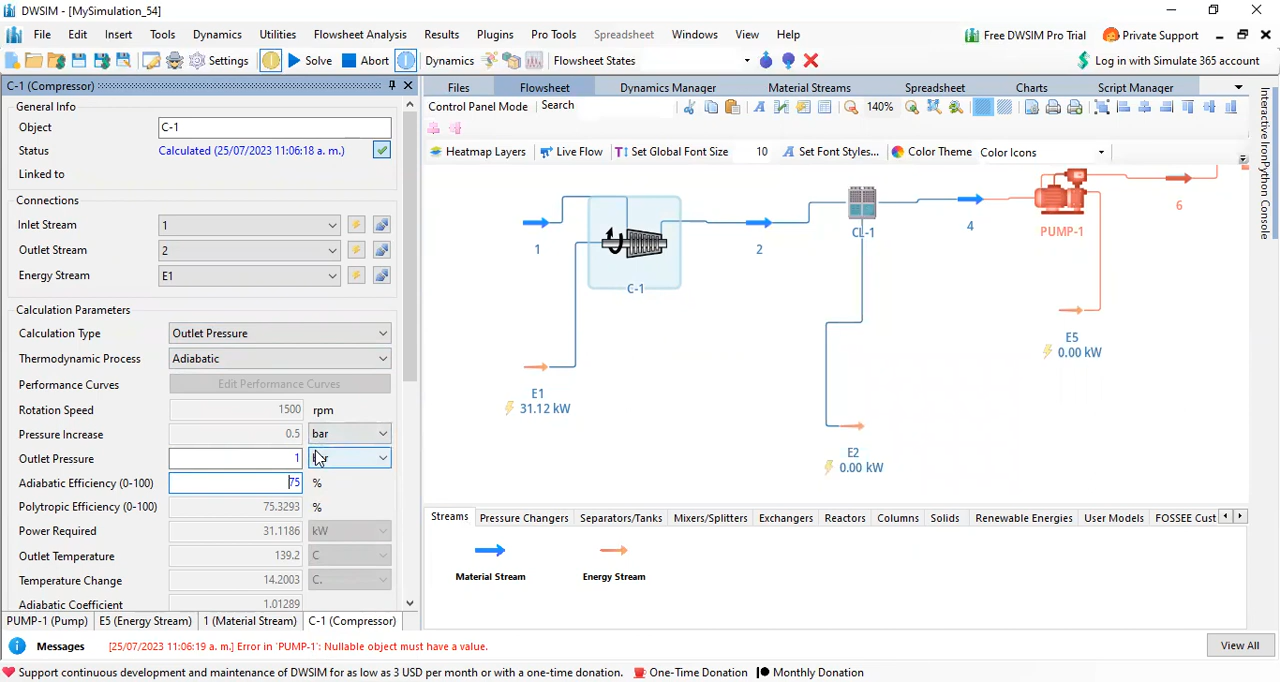 DWSIM - [MySimulation_54]
File Edit Insert Tools Dynamics Utilities Flowsheet Analysis Results Plugins Pro Tools Spreadsheet Windows View Help Free DWSIM Pro Trial Private Support
Settings Solve Abort Dynamics Flowsheet States Log in with Simulate 365 account
C-1 (Compressor)
General Info
Object C-1
Status Calculated (25/07/2023 11:06:18 a. m.)
Linked to
Connections
Inlet Stream 1
Outlet Stream 2
Energy Stream E1
Calculation Parameters
Calculation Type Outlet Pressure
Thermodynamic Process Adiabatic
Performance Curves Edit Performance Curves
Rotation Speed 1500 rpm
Pressure Increase 0.5 bar
Outlet Pressure 1
Adiabatic Efficiency (0-100) 75 %
Polytropic Efficiency (0-100) 75.3293 %
Power Required 31.1186 kW
Outlet Temperature 139.2 C
Temperature Change 14.2003 C.
Adiabatic Coefficient 1.01289
PUMP-1 (Pump) E5 (Energy Stream) 1 (Material Stream) C-1 (Compressor)
Files Flowsheet Dynamics Manager Material Streams Spreadsheet Charts Script Manager
Control Panel Mode Search 140%
Heatmap Layers Live Flow Set Global Font Size 10 Set Font Styles... Color Theme Color Icons
1
C-1
2
CL-1
4
PUMP-1
6
E1
31.12 kW
E2
0.00 kW
E5
0.00 kW
Streams Pressure Changers Separators/Tanks Mixers/Splitters Exchangers Reactors Columns Solids Renewable Energies User Models FOSSEE Cust
Material Stream Energy Stream
Interactive IronPython Console
Messages [25/07/2023 11:06:19 a. m.] Error in 'PUMP-1': Nullable object must have a value. View All
Support continuous development and maintenance of DWSIM for as low as 3 USD per month or with a one-time donation. One-Time Donation Monthly Donation